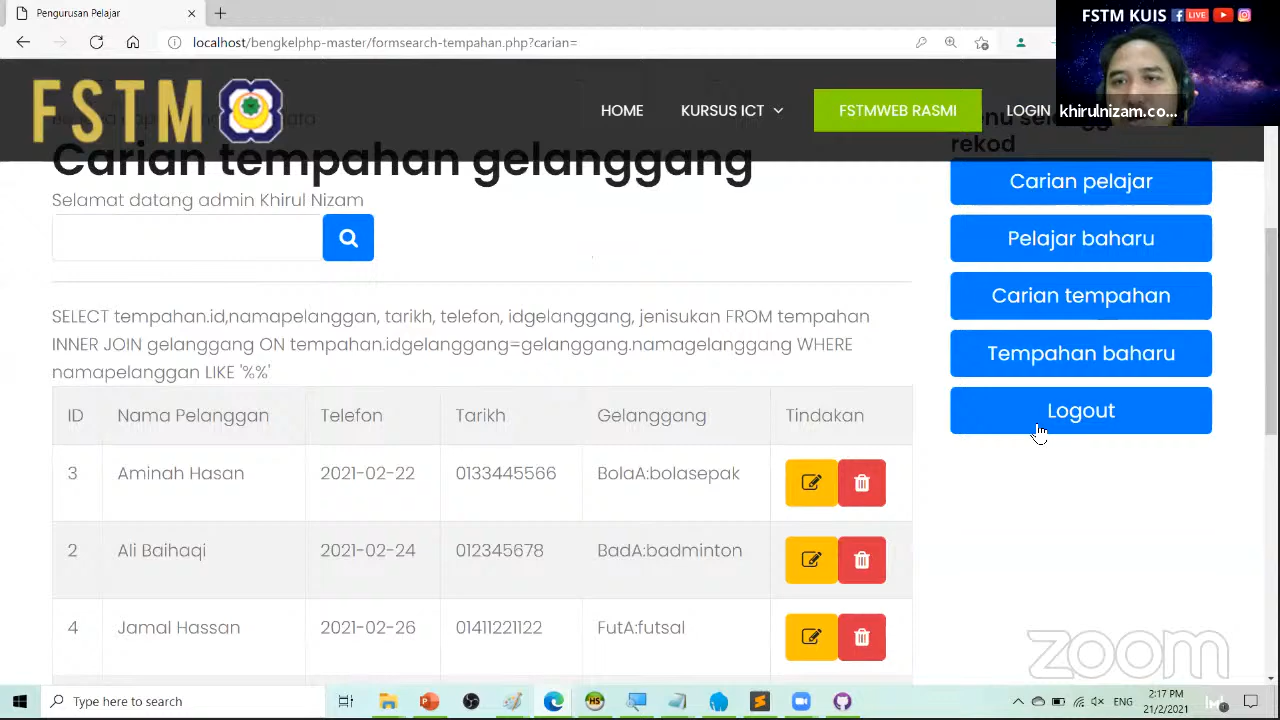 Pengurusan Pelajar
localhost/bengkelphp-master/formsearch-tempahan.php?carian=
FSTM KUIS LIVE
khirulnizam.co...
FSTM
HOME
KURSUS ICT
FSTMWEB RASMI
LOGIN
Carian tempahan gelanggang
rekod
Selamat datang admin Khirul Nizam
Carian pelajar
Pelajar baharu
Carian tempahan
Tempahan baharu
Logout
SELECT tempahan.id,namapelanggan, tarikh, telefon, idgelanggang, jenisukan FROM tempahan
INNER JOIN gelanggang ON tempahan.idgelanggang=gelanggang.namagelanggang WHERE
namapelanggan LIKE '%%'
ID Nama Pelanggan Telefon Tarikh Gelanggang Tindakan
3 Aminah Hasan 2021-02-22 0133445566 BolaA:bolasepak
2 Ali Baihaqi 2021-02-24 012345678 BadA:badminton
4 Jamal Hassan 2021-02-26 01411221122 FutA:futsal
zoom
Type here to search
ENG
2:17 PM
21/2/2021